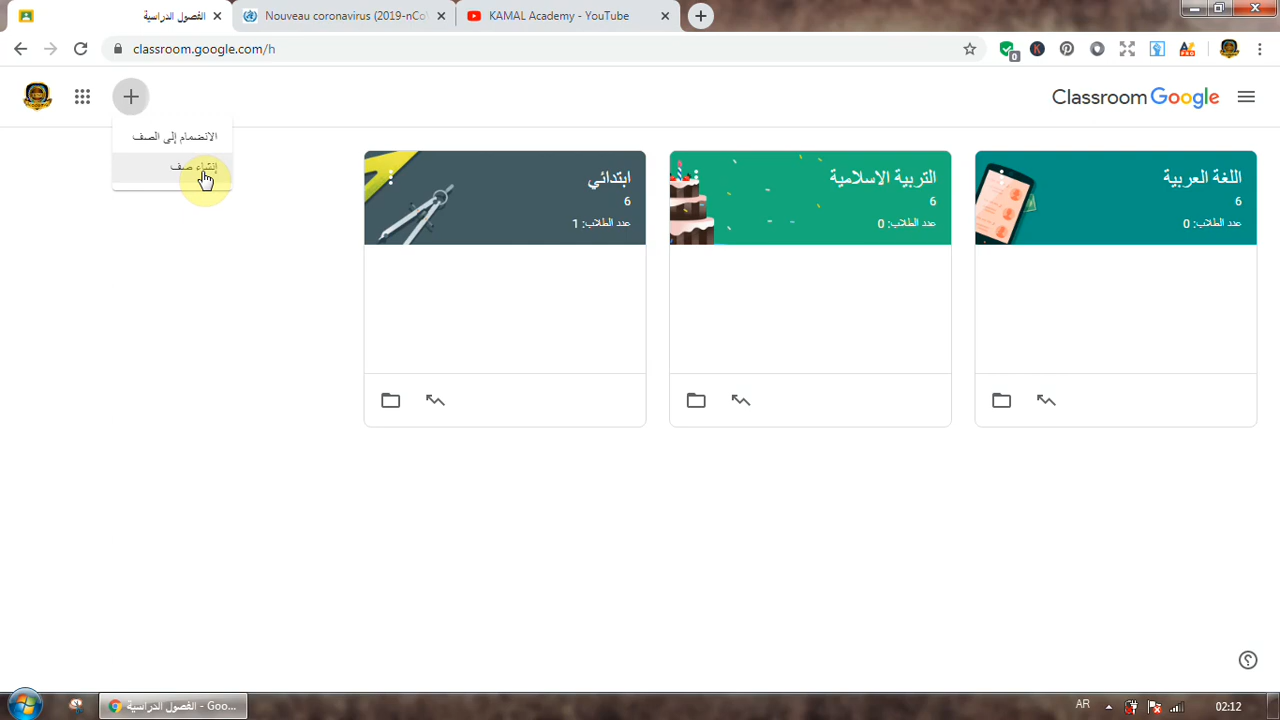 الفصول الدراسية
Nouveau coronavirus (2019-nCoV
KAMAL Academy - YouTube
classroom.google.com/h
0
Classroom Google
الانضمام إلى الصف
إنشاء صف
اللغة العربية
6
عدد الطلاب: 0
التربية الاسلامية
6
عدد الطلاب: 0
ابتدائي
6
عدد الطلاب: 1
الفصول الدراسية - Goo...
AR
02:12